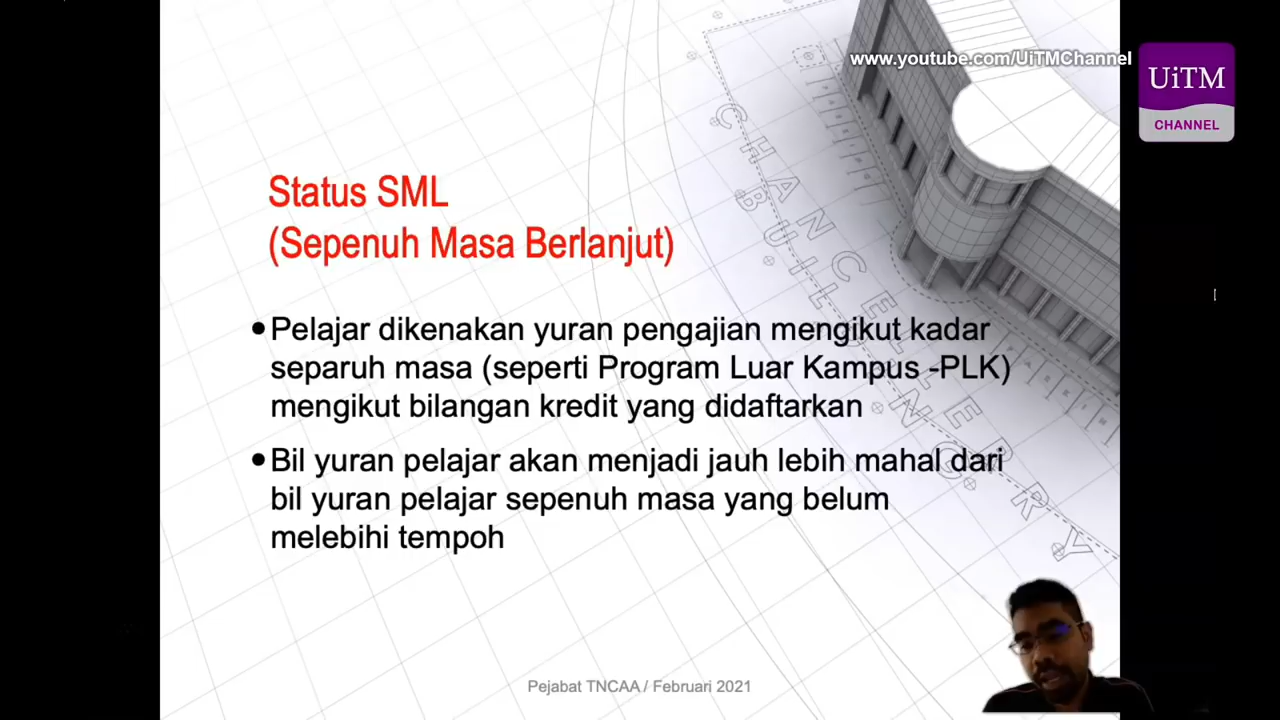 www.youtube.com/UiTMChannel
UiTM
CHANNEL
CHANCELLERY
BUILDING
Status SML
(Sepenuh Masa Berlanjut)
•Pelajar dikenakan yuran pengajian mengikut kadar
separuh masa (seperti Program Luar Kampus -PLK)
mengikut bilangan kredit yang didaftarkan
•Bil yuran pelajar akan menjadi jauh lebih mahal dari
bil yuran pelajar sepenuh masa yang belum
melebihi tempoh
Pejabat TNCAA / Februari 2021